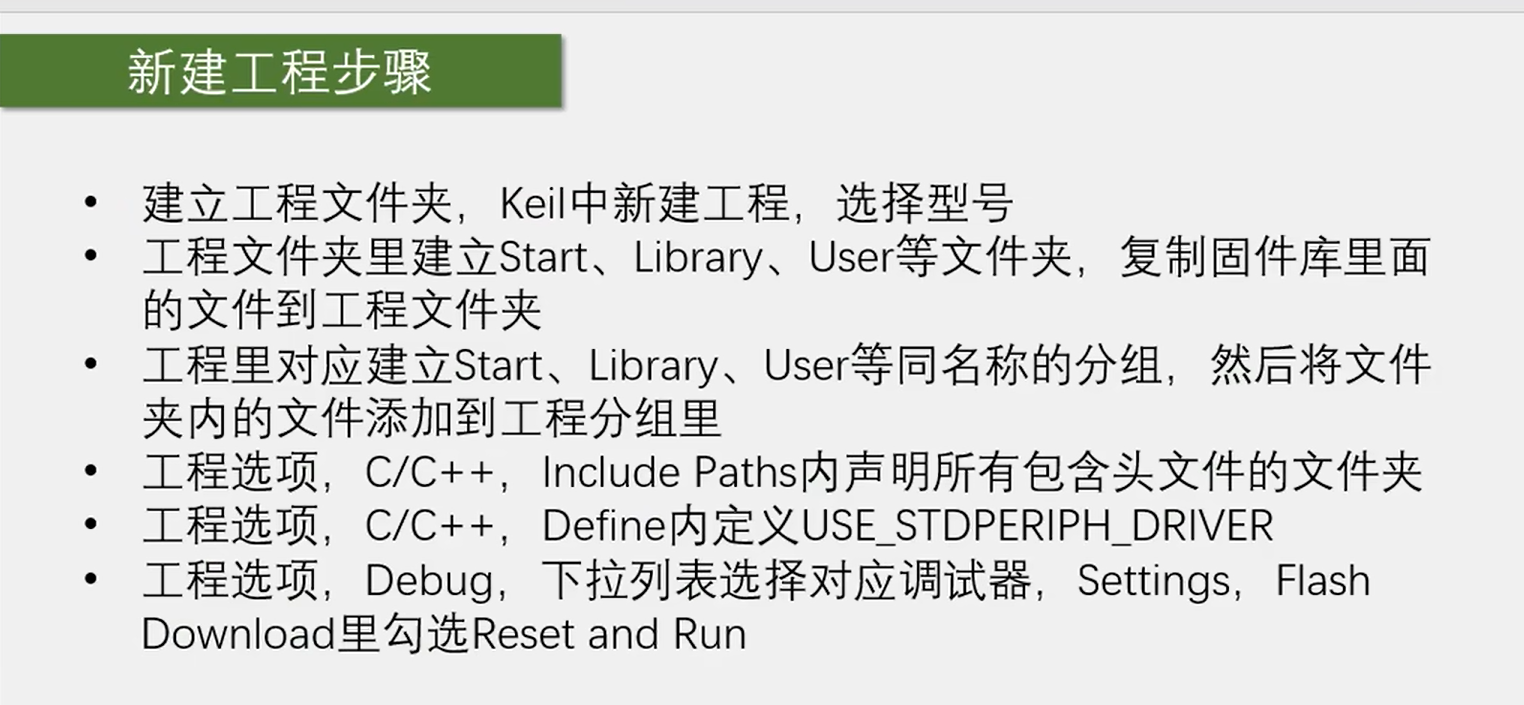 新建工程步骤
• 建立工程文件夹，Keil中新建工程，选择型号
• 工程文件夹里建立Start、Library、User等文件夹，复制固件库里面
的文件到工程文件夹
• 工程里对应建立Start、Library、User等同名称的分组，然后将文件
夹内的文件添加到工程分组里
• 工程选项，C/C++，Include Paths内声明所有包含头文件的文件夹
• 工程选项，C/C++，Define内定义USE_STDPERIPH_DRIVER
• 工程选项，Debug，下拉列表选择对应调试器，Settings，Flash
Download里勾选Reset and Run